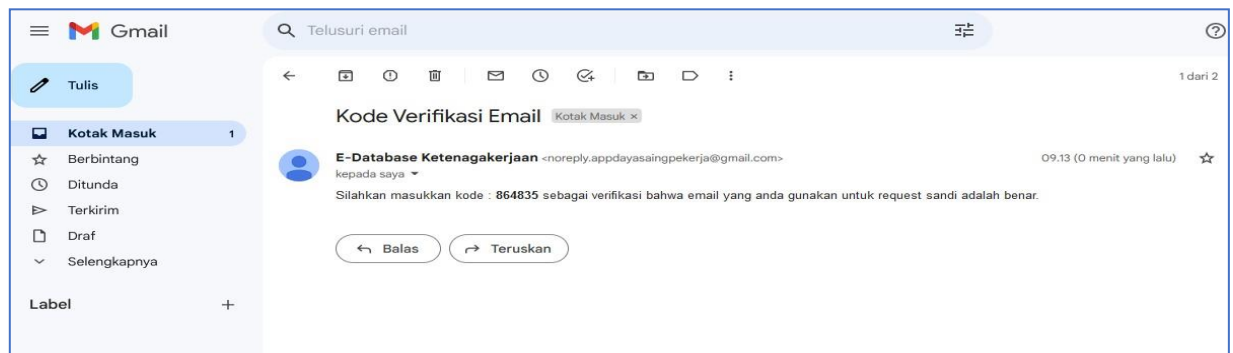 Gmail
Telusuri email
Tulis
1 dari 2
Kode Verifikasi Email Kotak Masuk ×
Kotak Masuk 1
Berbintang
Ditunda
Terkirim
Draf
Selengkapnya
Label +
E-Database Ketenagakerjaan <noreply.appdayasaingpekerja@gmail.com> 09.13 (0 menit yang lalu)
kepada saya
Silahkan masukkan kode : 864835 sebagai verifikasi bahwa email yang anda gunakan untuk request sandi adalah benar.
Balas Teruskan